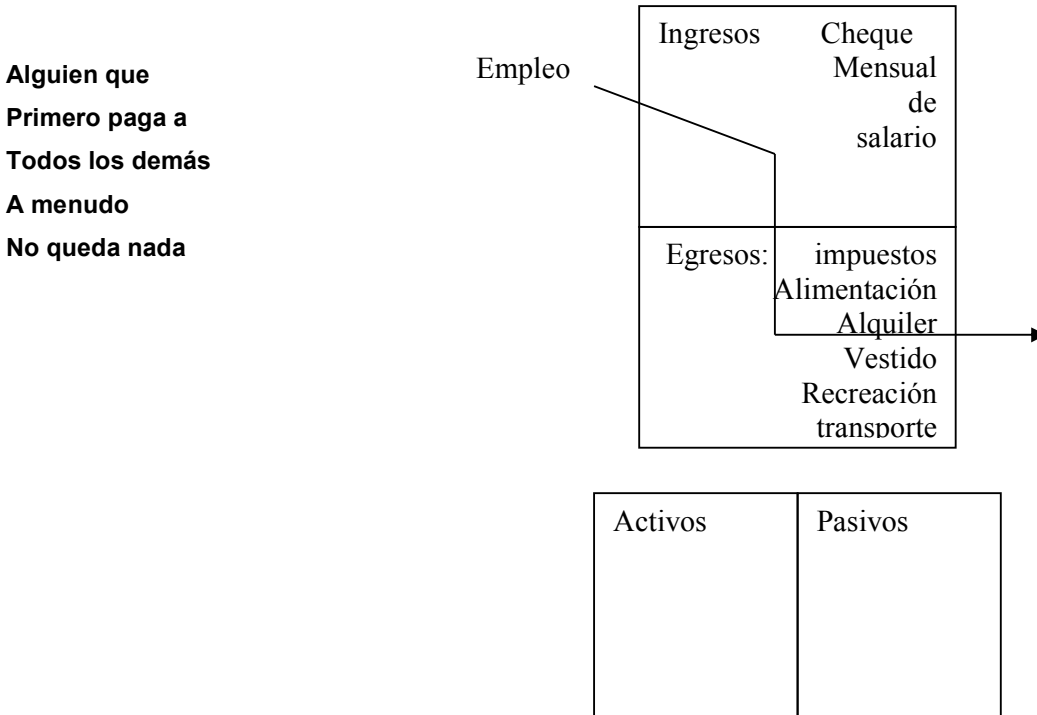 Alguien que
Primero paga a
Todos los demás
A menudo
No queda nada
Empleo
Ingresos Cheque
Mensual
de
salario
Egresos: impuestos
Alimentación
Alquiler
Vestido
Recreación
transporte
Activos
Pasivos